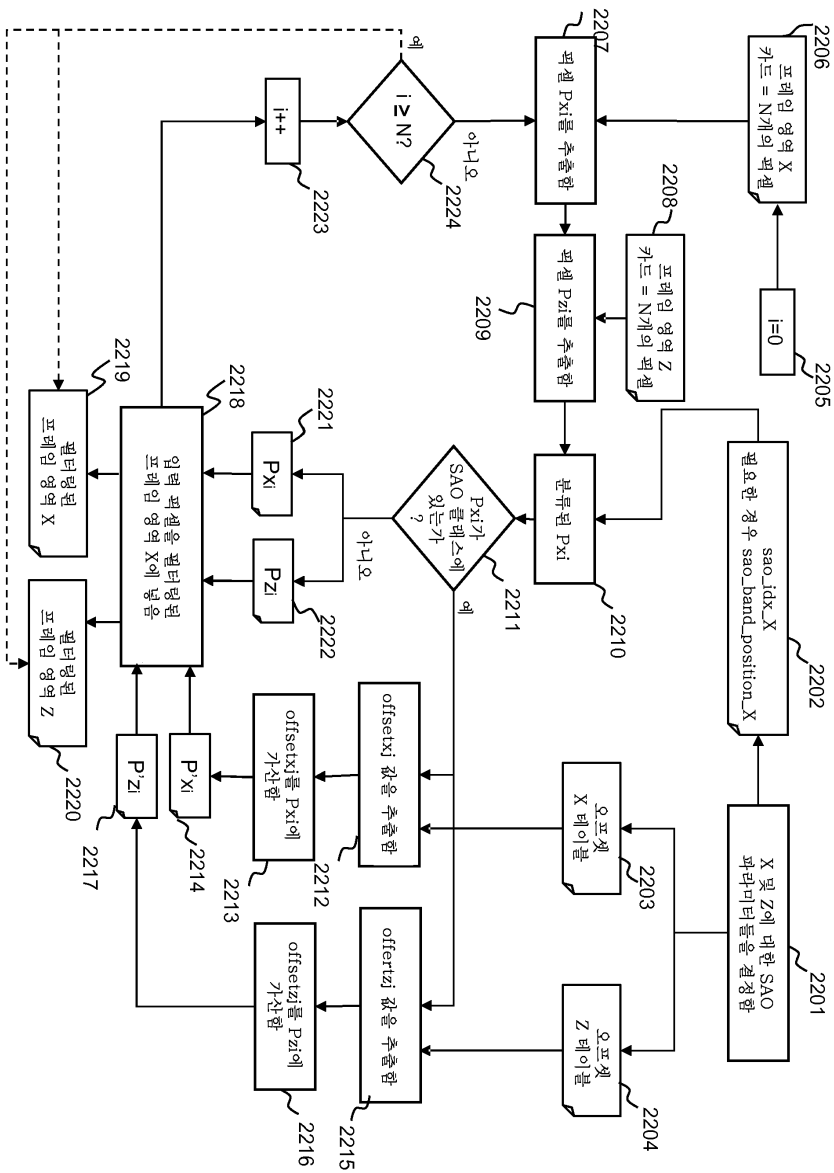 X 및 Z에 대한 SAO
파라미터들을 결정함
2201
sao_idx_X
필요한 경우 sao_band_position_X
2202
오프셋
X 테이블
2203
오프셋
Z 테이블
2204
i=0
2205
프레임 영역 X
카드 = N개의 픽셀
2206
픽셀 Pxi를 추출함
2207
프레임 영역 Z
카드 = N개의 픽셀
2208
픽셀 Pzi를 추출함
2209
분류된 Pxi
2210
Pxi가
SAO 클래스에
있는가
?
2211
예
아니오
offsetxj 값을 추출함
2212
offsetxj를 Pxi에
가산함
2213
P'xi
2214
offertzj 값을 추출함
2215
offsetzj를 Pzi에
가산함
2216
P'zi
2217
입력 픽셀을 필터링된
프레임 영역 X에 넣음
2218
필터링된
프레임 영역 X
2219
필터링된
프레임 영역 Z
2220
Pxi
2221
Pzi
2222
i++
2223
i ≥ N?
2224
예
아니오